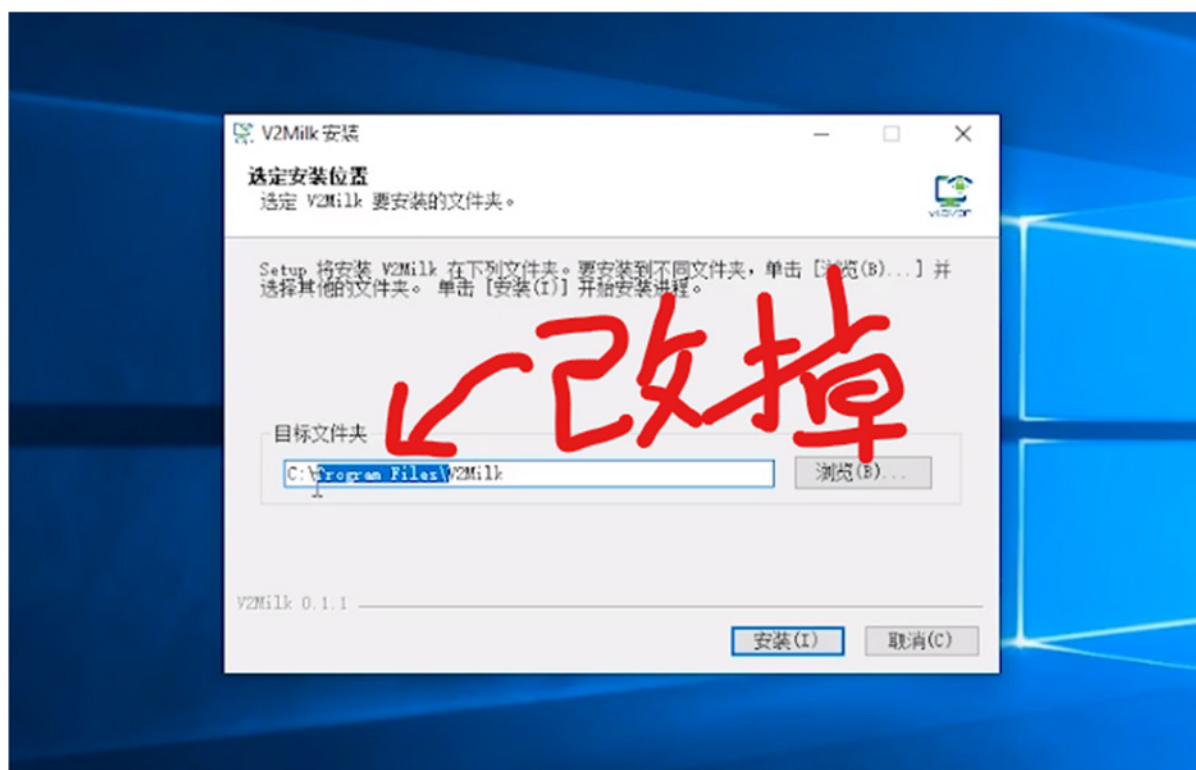 V2Milk 安装
选定安装位置
选定 V2Milk 要安装的文件夹。
Setup 将安装 V2Milk 在下列文件夹。要安装到不同文件夹，单击 [浏览(B)...] 并
选择其他的文件夹。 单击 [安装(I)] 开始安装进程。
改掉
目标文件夹
C:\Program Files\V2Milk
浏览(B)...
V2Milk 0.1.1
安装(I)
取消(C)